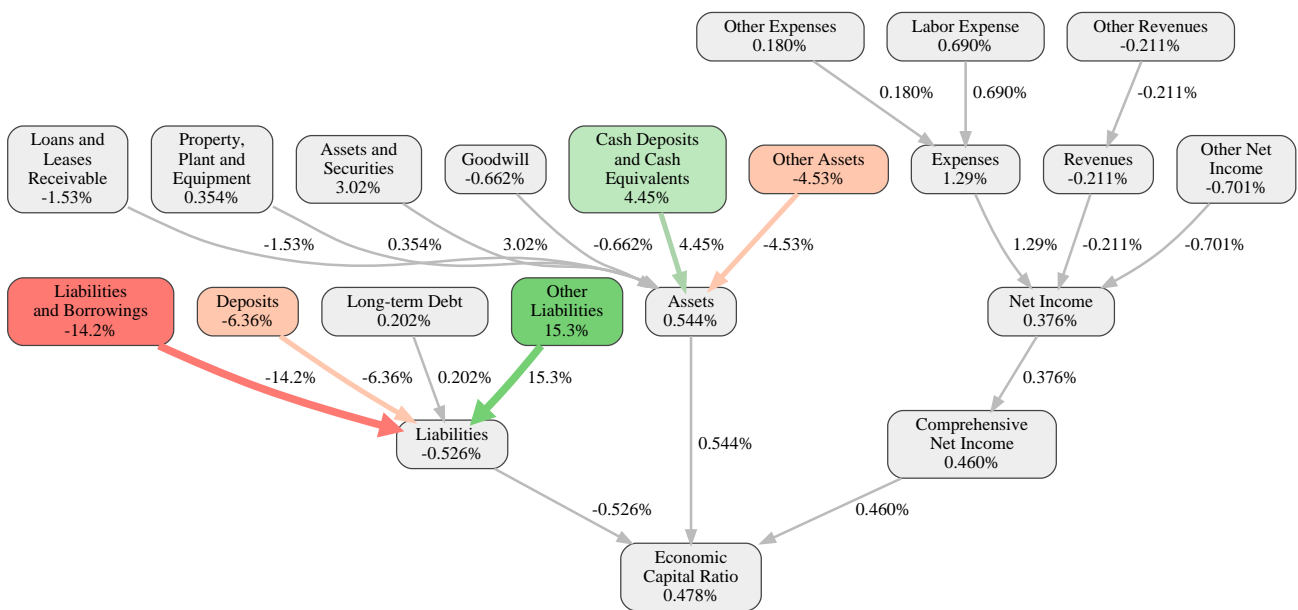 Other Expenses
0.180%
Labor Expense
0.690%
Other Revenues
-0.211%
0.180%
0.690%
-0.211%
Loans and
Leases
Receivable
-1.53%
Property,
Plant and
Equipment
0.354%
Assets and
Securities
3.02%
Goodwill
-0.662%
Cash Deposits
and Cash
Equivalents
4.45%
Other Assets
-4.53%
Expenses
1.29%
Revenues
-0.211%
Other Net
Income
-0.701%
-1.53%
0.354%
3.02%
-0.662%
4.45%
-4.53%
1.29%
-0.211%
-0.701%
Liabilities
and Borrowings
-14.2%
Deposits
-6.36%
Long-term Debt
0.202%
Other
Liabilities
15.3%
Assets
0.544%
Net Income
0.376%
-14.2%
-6.36%
0.202%
15.3%
0.376%
Liabilities
-0.526%
0.544%
Comprehensive
Net Income
0.460%
-0.526%
0.460%
Economic
Capital Ratio
0.478%